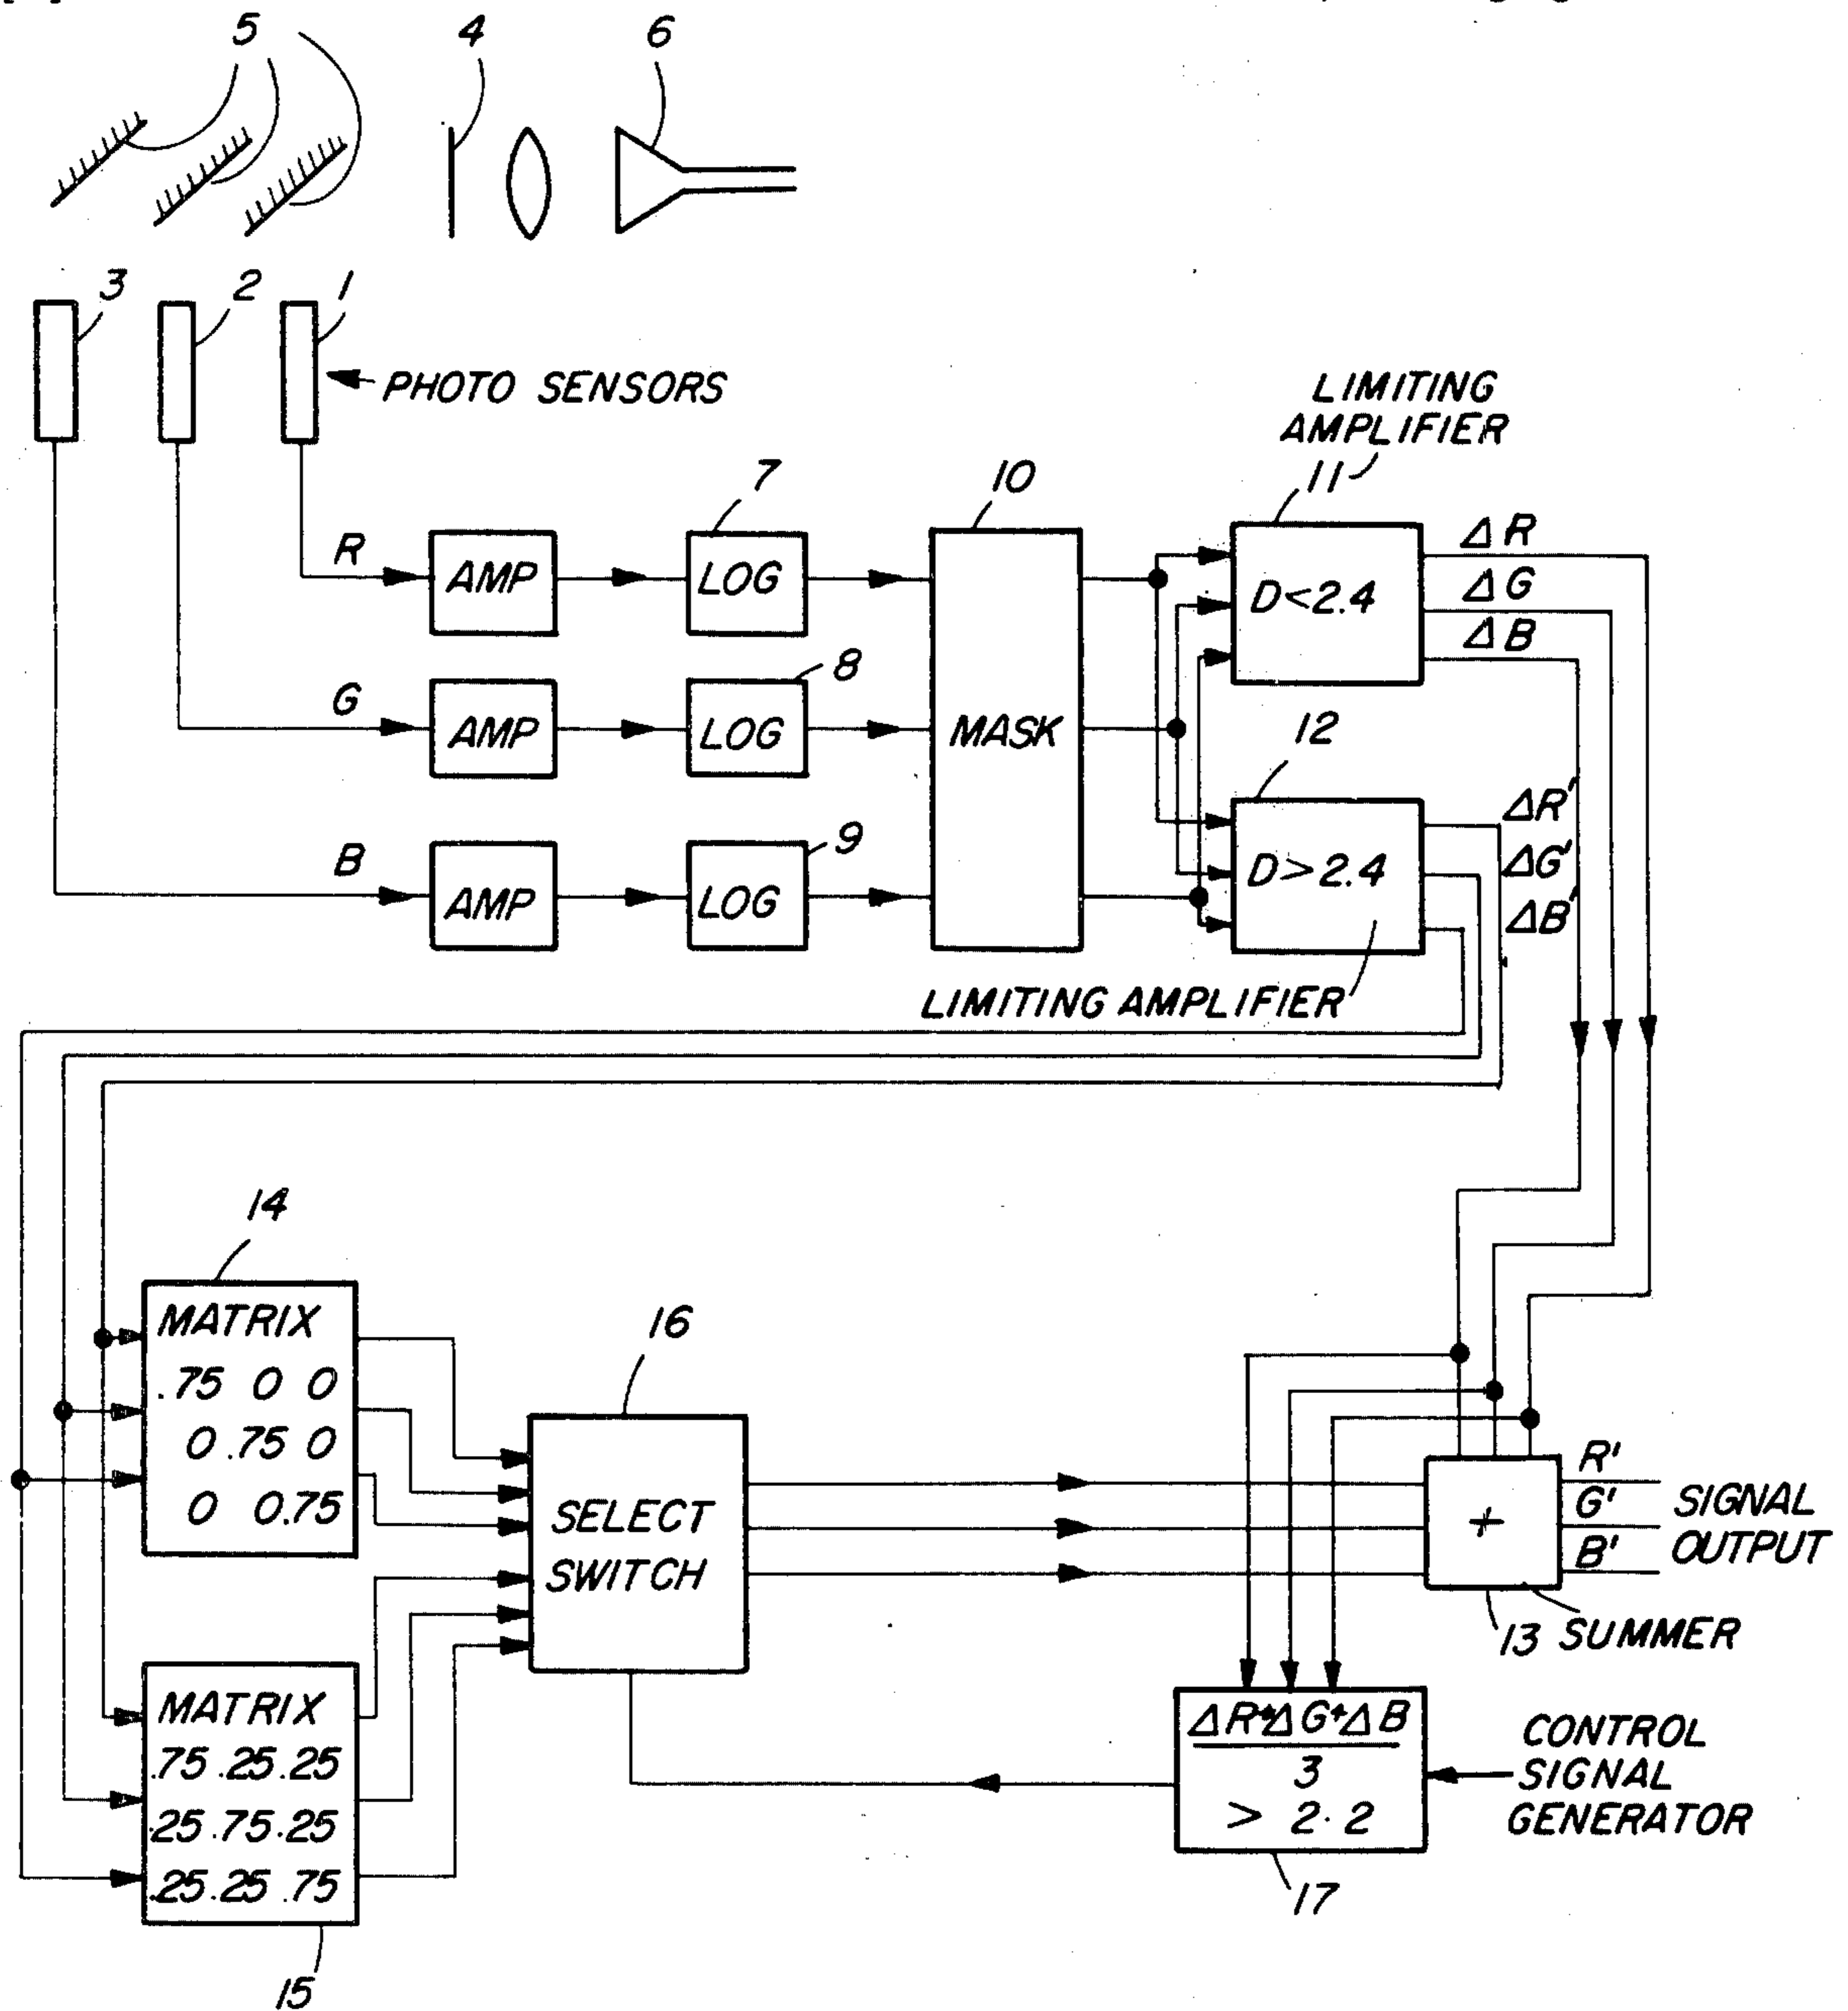 5
4
6
3
2
1
PHOTO SENSORS
LIMITING
AMPLIFIER
11
7
10
R
AMP
LOG
D<2.4
ΔR
ΔG
ΔB
8
G
AMP
LOG
MASK
12
9
B
AMP
LOG
D>2.4
ΔR'
ΔG'
ΔB'
LIMITING AMPLIFIER
14
MATRIX
.75 0 0
0 .75 0
0 0.75
16
SELECT
SWITCH
+
R'
G'
B'
SIGNAL
OUTPUT
13 SUMMER
MATRIX
.75 .25 .25
.25 .75 .25
.25 .25 .75
15
ΔR+ΔG+ΔB
3
> 2.2
CONTROL
SIGNAL
GENERATOR
17